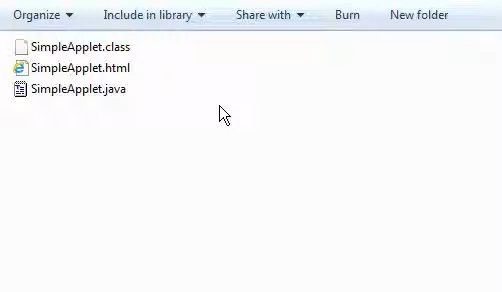 Organize Include in library Share with Burn New folder
SimpleApplet.class
SimpleApplet.html
SimpleApplet.java